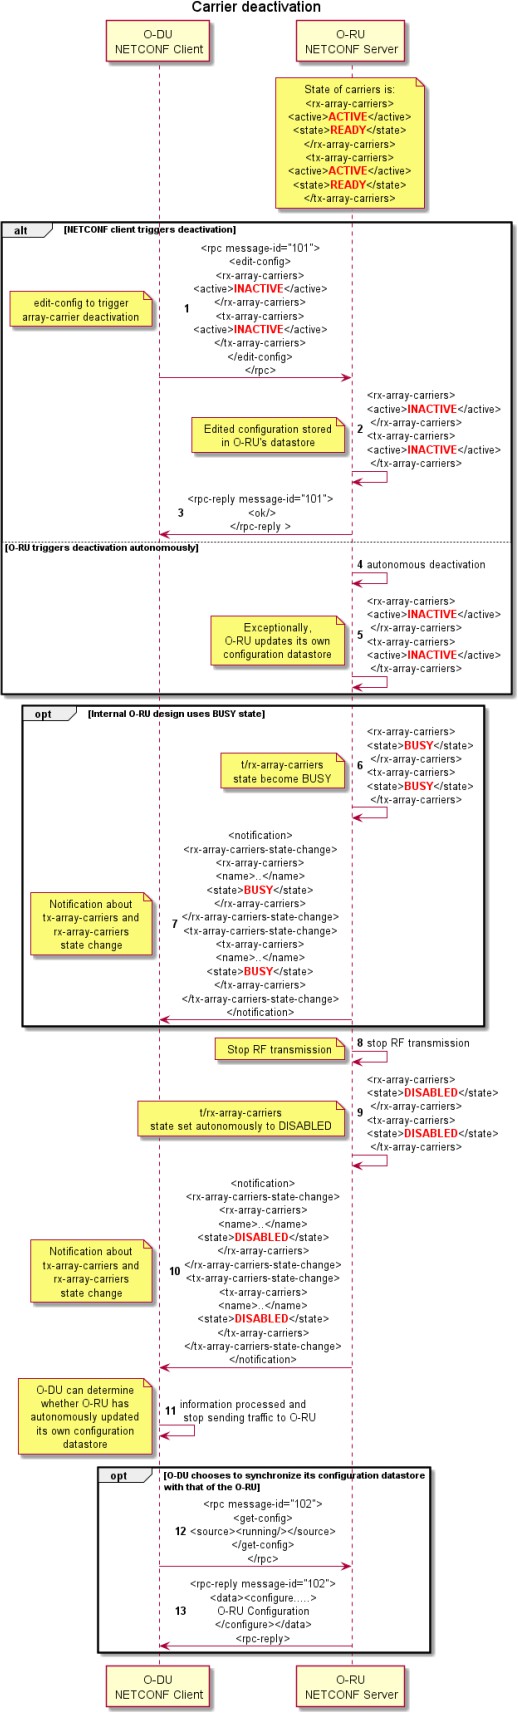 Carrier deactivation
O-DU
NETCONF Client
O-RU
NETCONF Server
State of carriers is:
<rx-array-carriers>
<active>ACTIVE</active>
<state>READY</state>
</rx-array-carriers>
<tx-array-carriers>
<active>ACTIVE</active>
<state>READY</state>
</tx-array-carriers>
alt
[NETCONF client triggers deactivation]
edit-config to trigger
array-carrier deactivation
1
<rpc message-id="101">
<edit-config>
<rx-array-carriers>
<active>INACTIVE</active>
</rx-array-carriers>
<tx-array-carriers>
<active>INACTIVE</active>
</tx-array-carriers>
</edit-config>
</rpc>
Edited configuration stored
in O-RU's datastore
2
<rx-array-carriers>
<active>INACTIVE</active>
</rx-array-carriers>
<tx-array-carriers>
<active>INACTIVE</active>
</tx-array-carriers>
3
<rpc-reply message-id="101">
<ok/>
</rpc-reply >
[O-RU triggers deactivation autonomously]
4 autonomous deactivation
Exceptionally,
O-RU updates its own
configuration datastore
5
<rx-array-carriers>
<active>INACTIVE</active>
</rx-array-carriers>
<tx-array-carriers>
<active>INACTIVE</active>
</tx-array-carriers>
opt
[Internal O-RU design uses BUSY state]
t/rx-array-carriers
state become BUSY
6
<rx-array-carriers>
<state>BUSY</state>
</rx-array-carriers>
<tx-array-carriers>
<state>BUSY</state>
</tx-array-carriers>
Notification about
tx-array-carriers and
rx-array-carriers
state change
7
<notification>
<rx-array-carriers-state-change>
<rx-array-carriers>
<name>..</name>
<state>BUSY</state>
</rx-array-carriers>
</rx-array-carriers-state-change>
<tx-array-carriers-state-change>
<tx-array-carriers>
<name>..</name>
<state>BUSY</state>
</tx-array-carriers>
</tx-array-carriers-state-change>
</notification>
Stop RF transmission
8 stop RF transmission
t/rx-array-carriers
state set autonomously to DISABLED
9
<rx-array-carriers>
<state>DISABLED</state>
</rx-array-carriers>
<tx-array-carriers>
<state>DISABLED</state>
</tx-array-carriers>
Notification about
tx-array-carriers and
rx-array-carriers
state change
10
<notification>
<rx-array-carriers-state-change>
<rx-array-carriers>
<name>..</name>
<state>DISABLED</state>
</rx-array-carriers>
</rx-array-carriers-state-change>
<tx-array-carriers-state-change>
<tx-array-carriers>
<name>..</name>
<state>DISABLED</state>
</tx-array-carriers>
</tx-array-carriers-state-change>
</notification>
O-DU can determine
whether O-RU has
autonomously updated
its own configuration
datastore
11
information processed and
stop sending traffic to O-RU
opt
[O-DU chooses to synchronize its configuration datastore
with that of the O-RU]
12
<rpc message-id="102">
<get-config>
<source><running/></source>
</get-config>
</rpc>
13
<rpc-reply message-id="102">
<data><configure.....>
O-RU Configuration
</configure></data>
<rpc-reply>
O-DU
NETCONF Client
O-RU
NETCONF Server